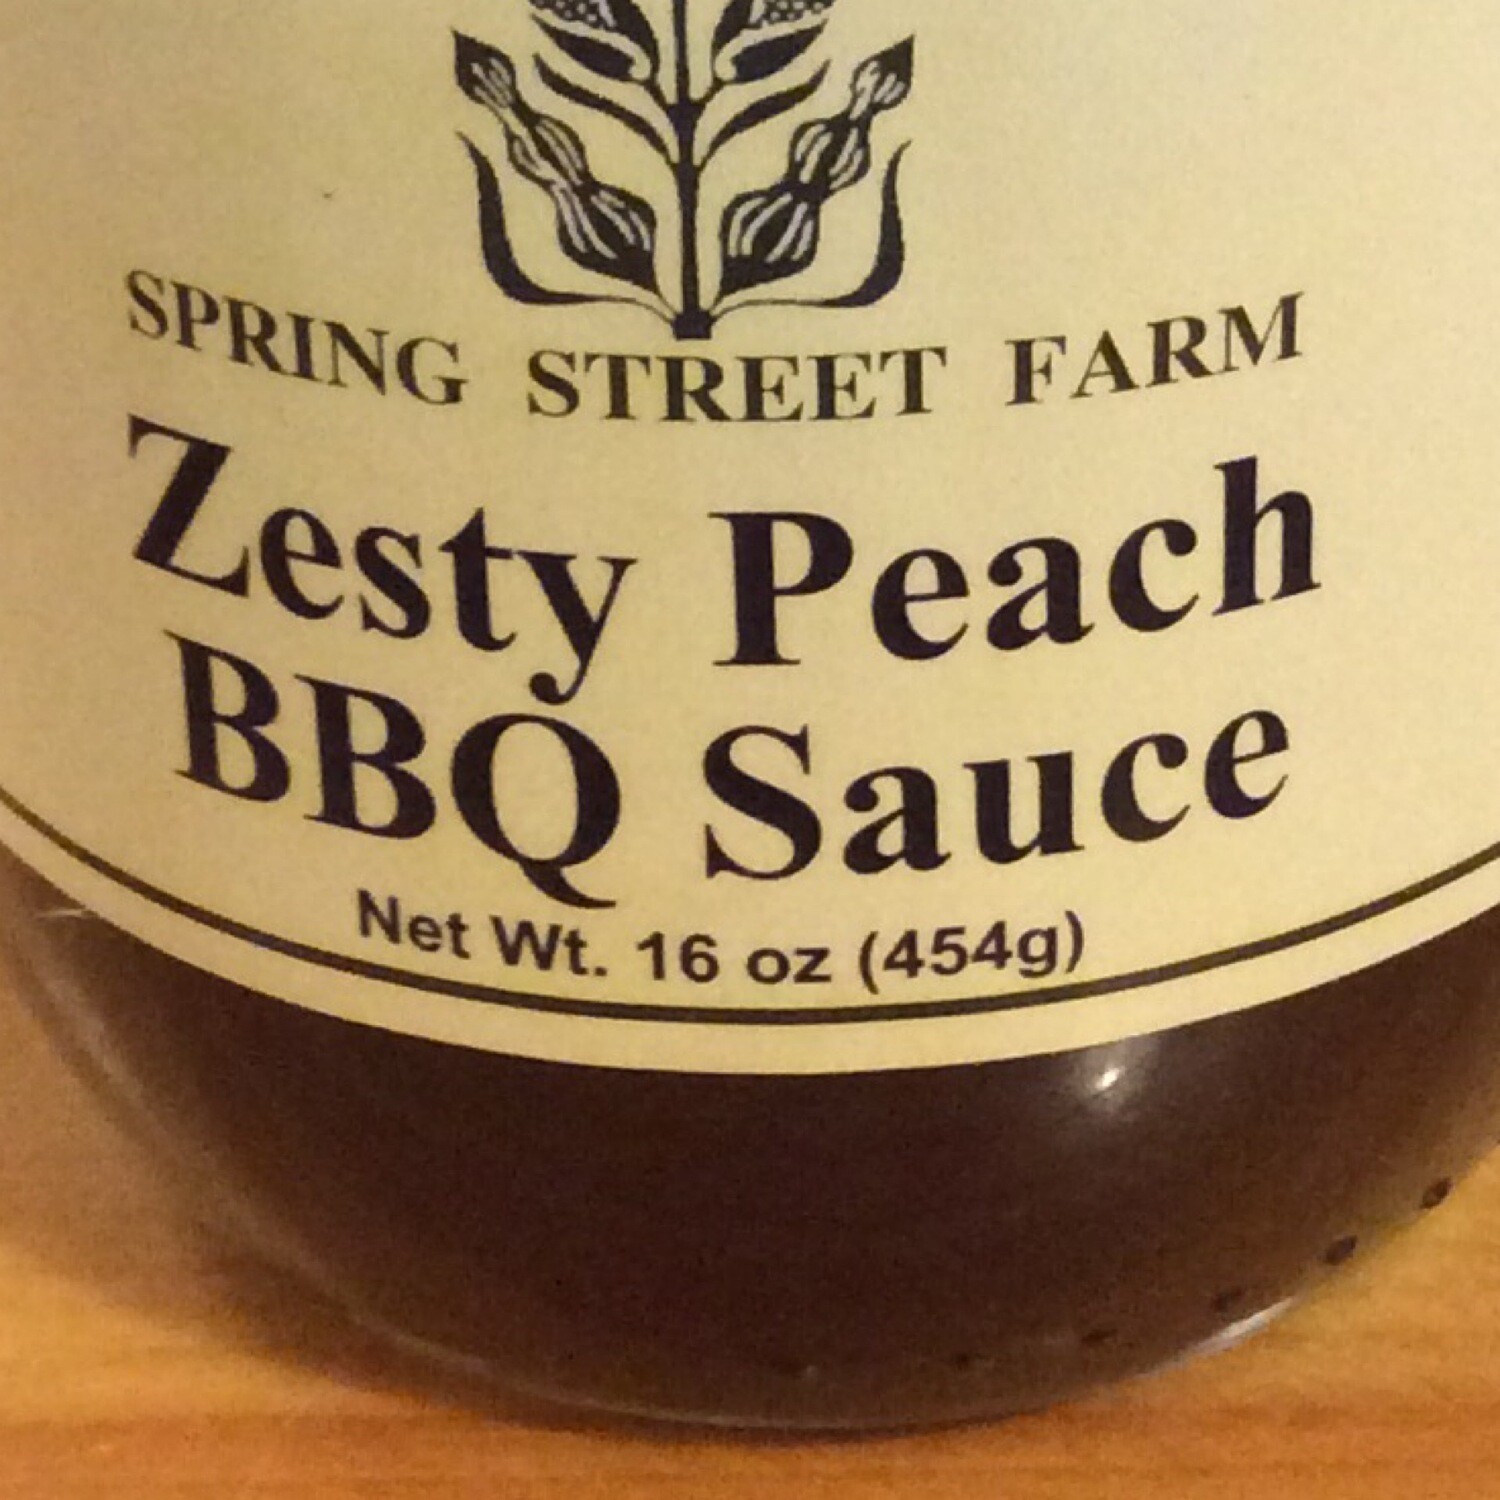 SPRING STREET FARM
Zesty Peach
BBQ Sauce
Net Wt. 16 oz (454g)